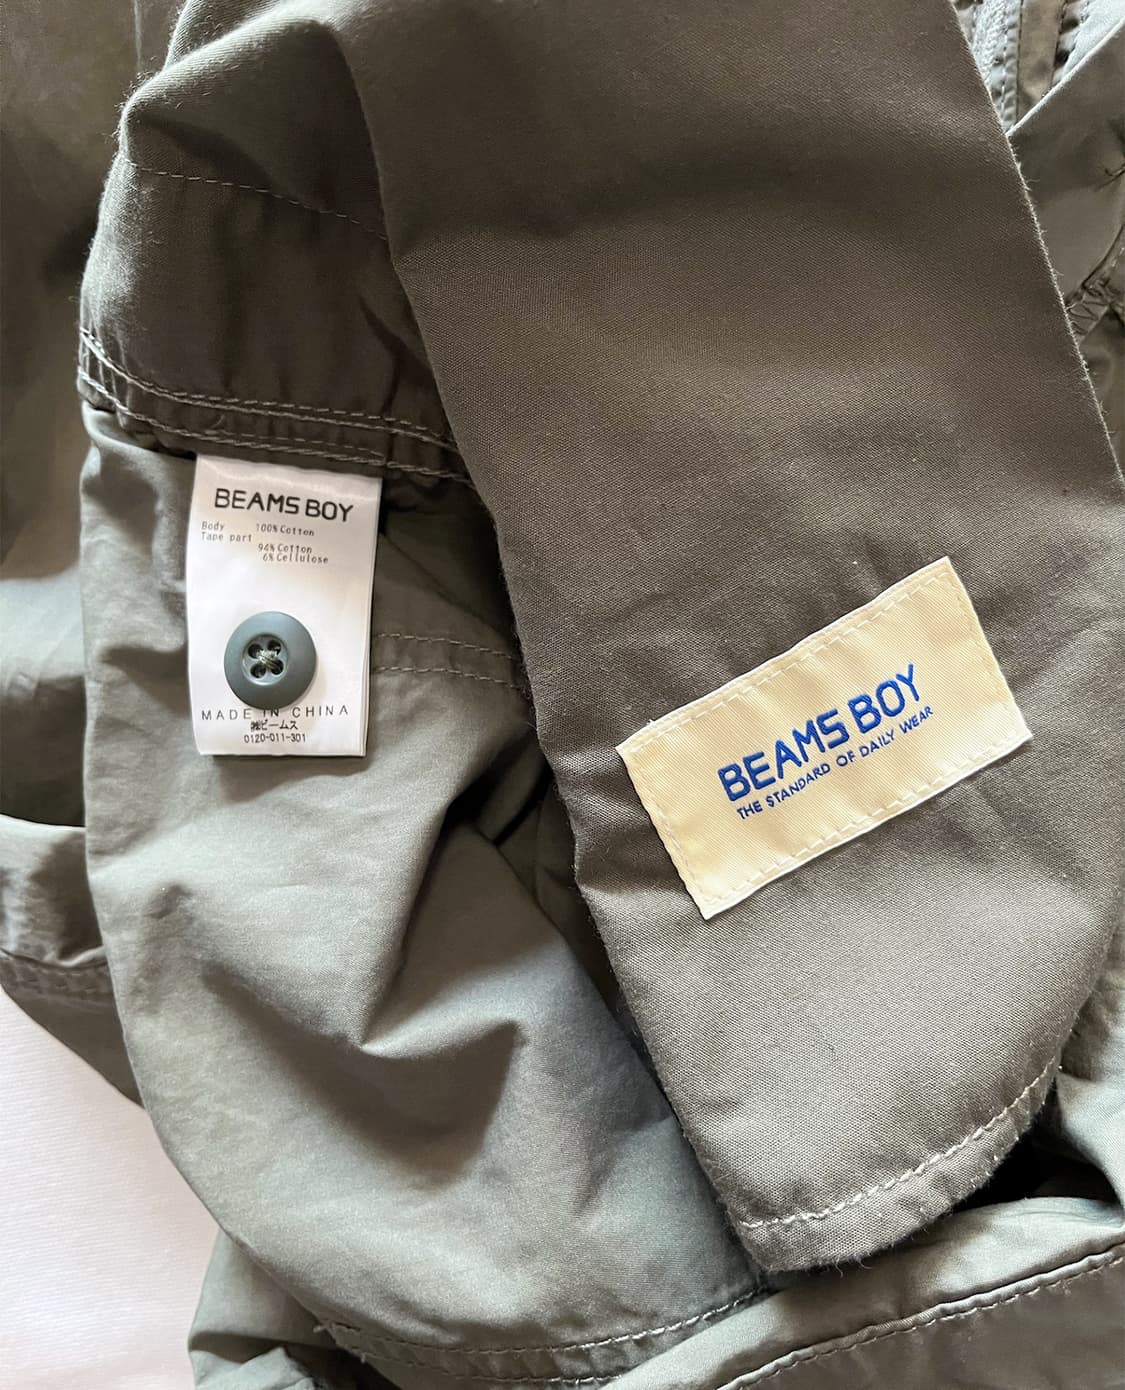 BEAMS BOY
Body 100% Cotton
Tape part
94% Cotton
6% Cellulose
MADE IN CHINA
㈱ビームス
0120-011-301
BEAMS BOY
THE STANDARD OF DAILY WEAR